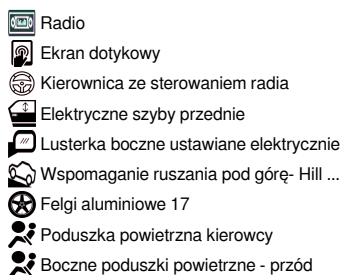 Radio
Ekran dotykowy
Kierownica ze sterowaniem radia
Elektryczne szyby przednie
Lusterka boczne ustawiane elektrycznie
Wspomaganie ruszania pod górę- Hill ...
Felgi aluminiowe 17
Poduszka powietrzna kierowcy
Boczne poduszki powietrzne - przód